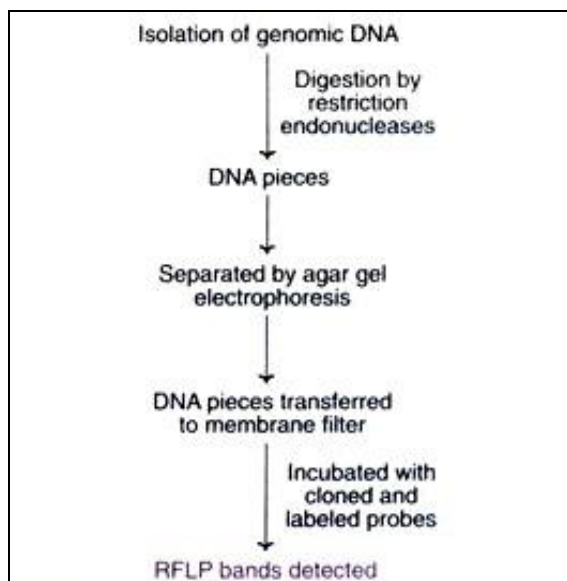 Isolation of genomic DNA
Digestion by
restriction
endonucleases
DNA pieces
Separated by agar gel
electrophoresis
DNA pieces transferred
to membrane filter
Incubated with
cloned and
labeled probes
RFLP bands detected